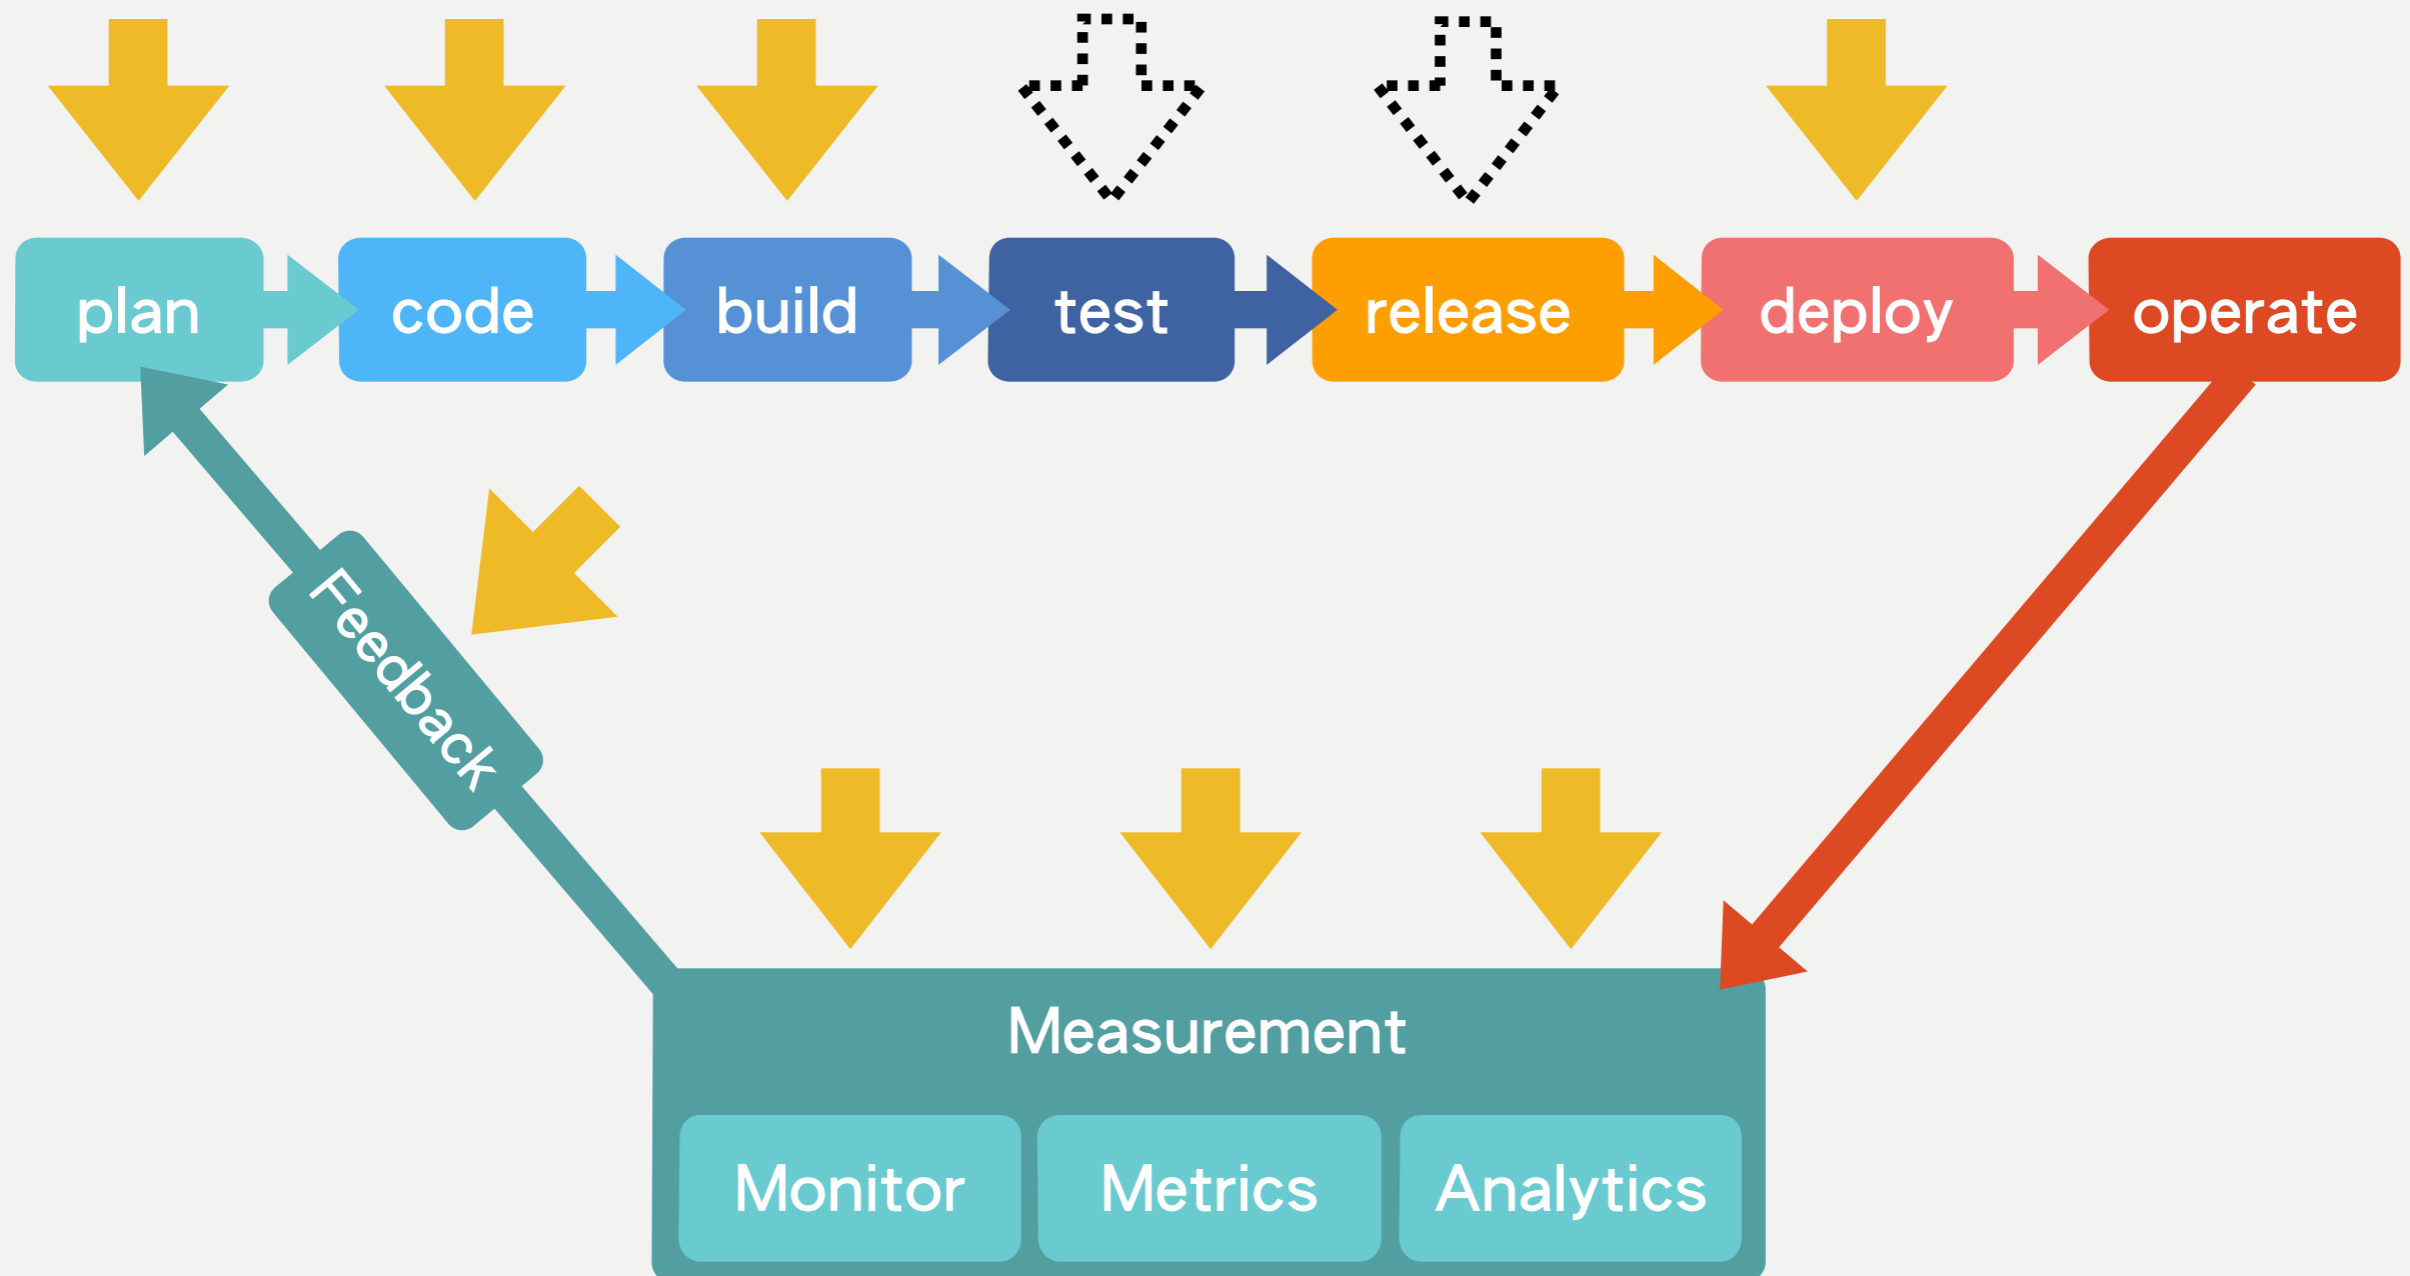 plan
code
build
test
release
deploy
operate
Feedback
Measurement
Monitor
Metrics
Analytics